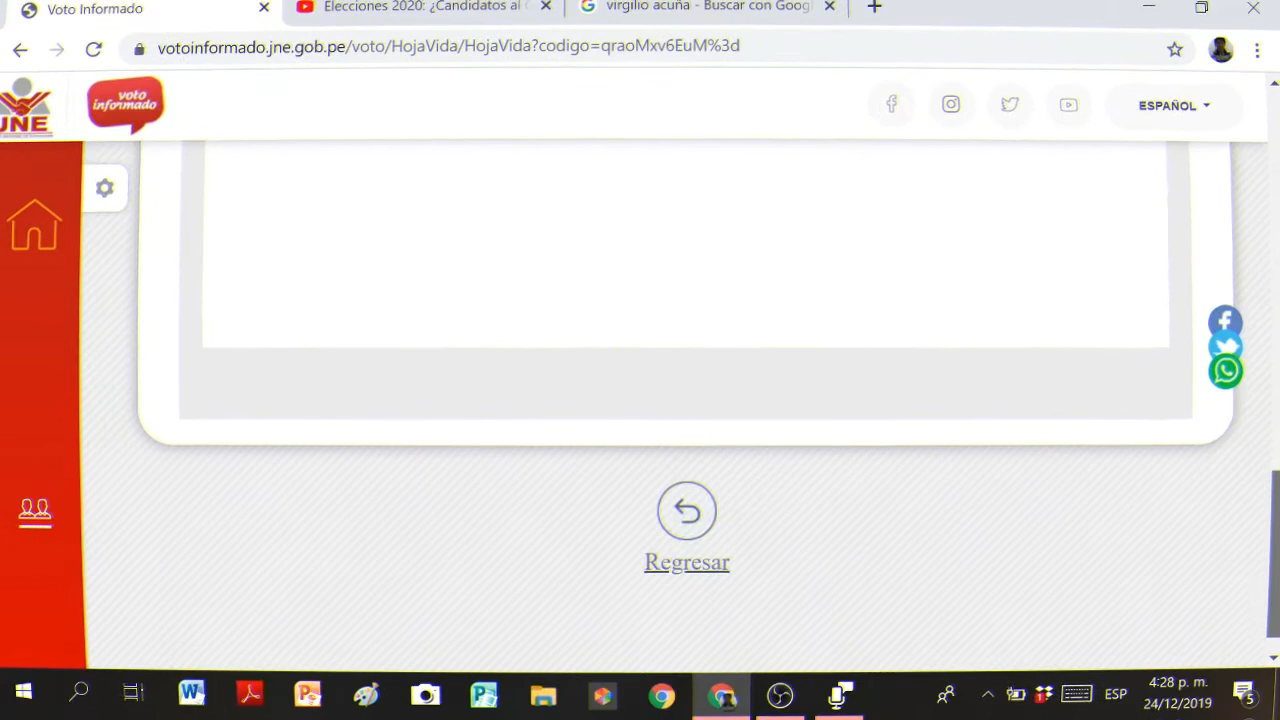 Voto Informado
Elecciones 2020: ¿Candidatos al C
virgilio acuña - Buscar con Googl
votoinformado.jne.gob.pe/voto/HojaVida/HojaVida?codigo=qraoMxv6EuM%3d
JNE
voto
informado
ESPAÑOL
Regresar
ESP
4:28 p. m.
24/12/2019
5